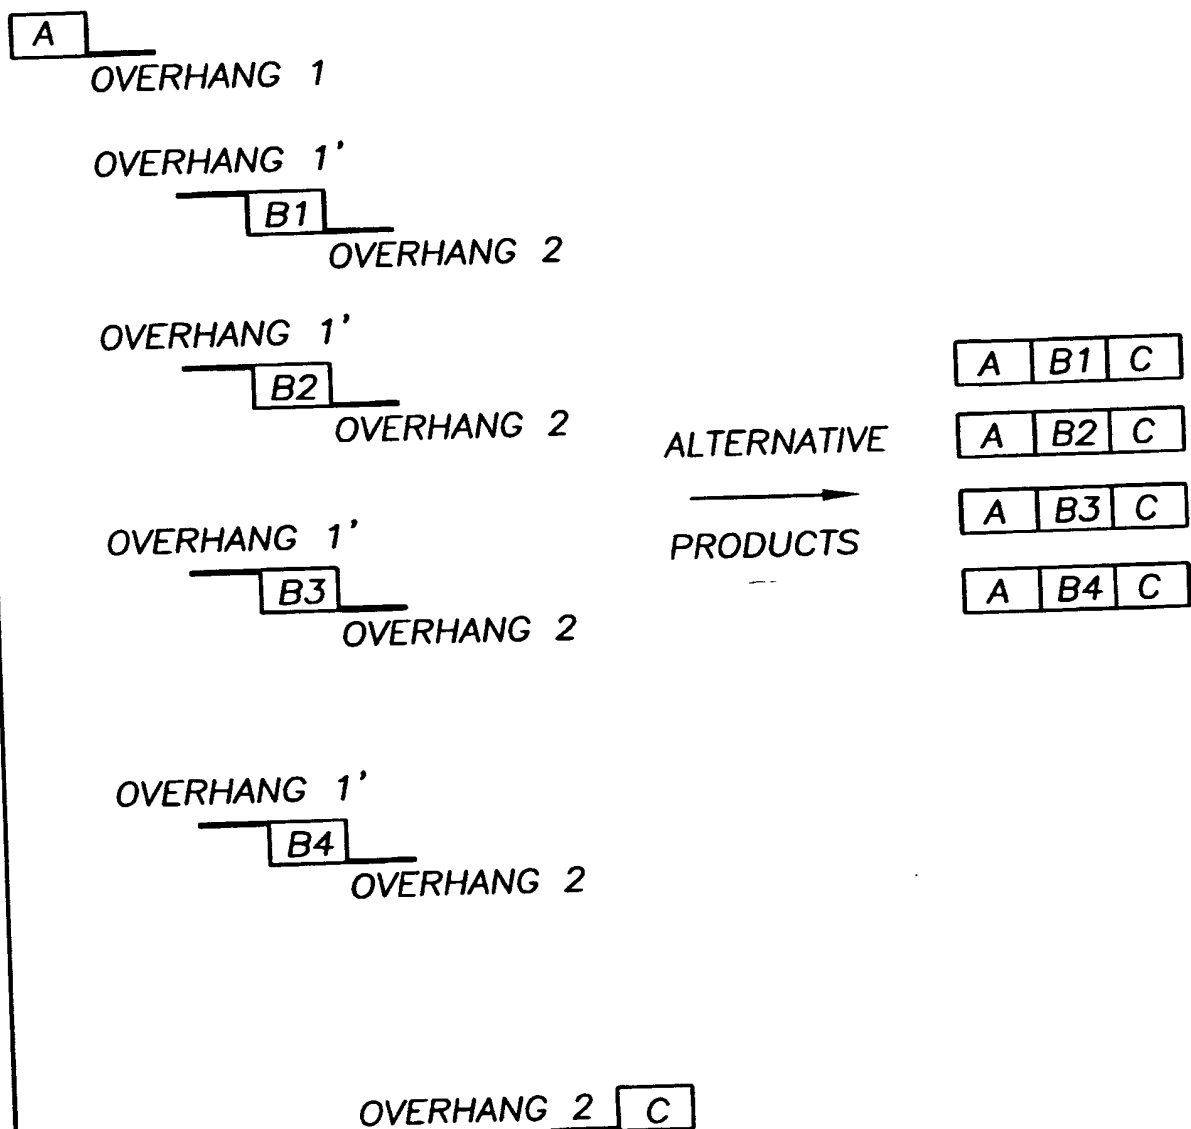 A
OVERHANG 1
OVERHANG 1'
B1
OVERHANG 2
OVERHANG 1'
B2
OVERHANG 2
OVERHANG 1'
B3
OVERHANG 2
OVERHANG 1'
B4
OVERHANG 2
OVERHANG 2 C
ALTERNATIVE
PRODUCTS
A B1 C
A B2 C
A B3 C
A B4 C